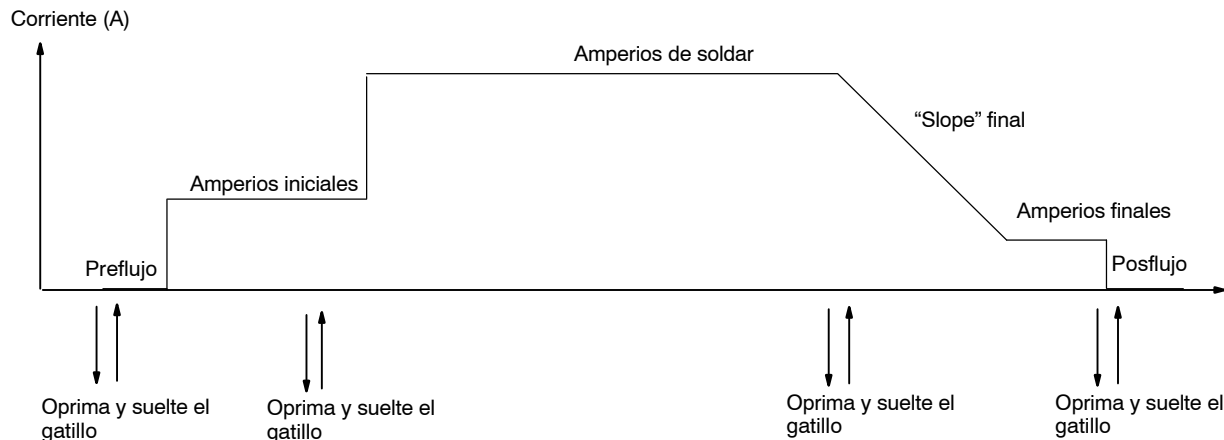 Corriente (A)
Amperios de soldar
“Slope” final
Amperios iniciales
Amperios finales
Preflujo
Posflujo
Oprima y suelte el
gatillo
Oprima y suelte el
gatillo
Oprima y suelte el
gatillo
Oprima y suelte el
gatillo